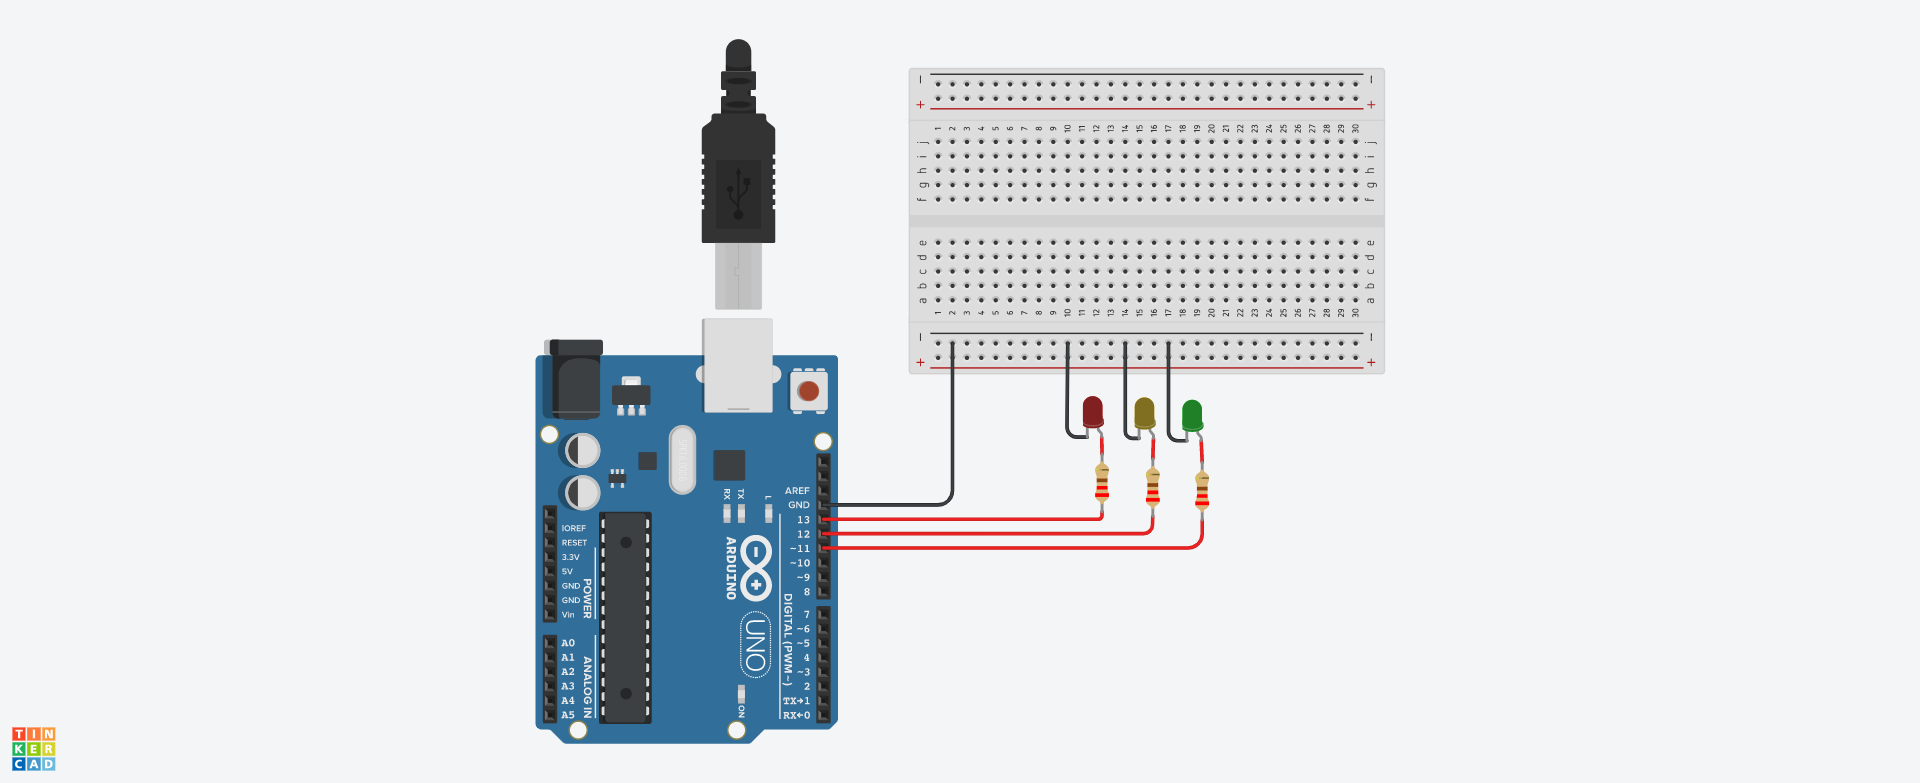 − −
+ +
1 2 3 4 5 6 7 8 9 10 11 12 13 14 15 16 17 18 19 20 21 22 23 24 25 26 27 28 29 30
j j
i i
h h
g g
f f
e e
d d
c c
b b
a a
1 2 3 4 5 6 7 8 9 10 11 12 13 14 15 16 17 18 19 20 21 22 23 24 25 26 27 28 29 30
− −
+ +
AREF
GND
13
12
~11
~10
~9
8
7
~6
~5
4
~3
2
TX→1
RX←0
DIGITAL (PWM ~)
RX
TX
L
ARDUINO
UNO
ON
IOREF
RESET
3.3V
5V
GND
GND
Vin
POWER
A0
A1
A2
A3
A4
A5
ANALOG IN
TIN
KER
CAD